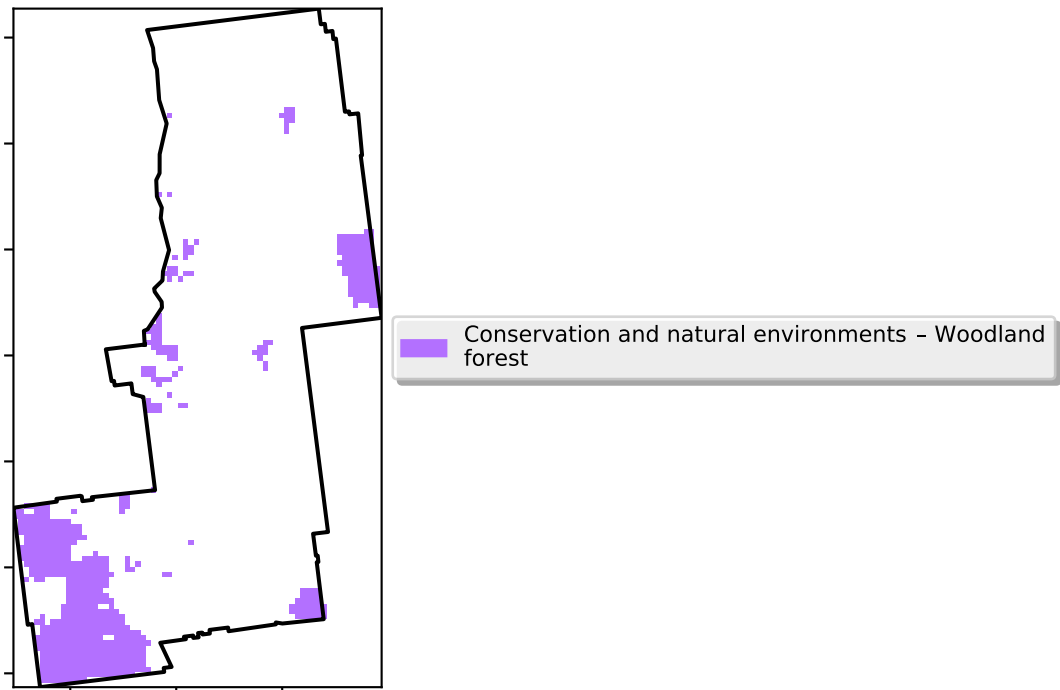 Conservation and natural environments – Woodland
forest